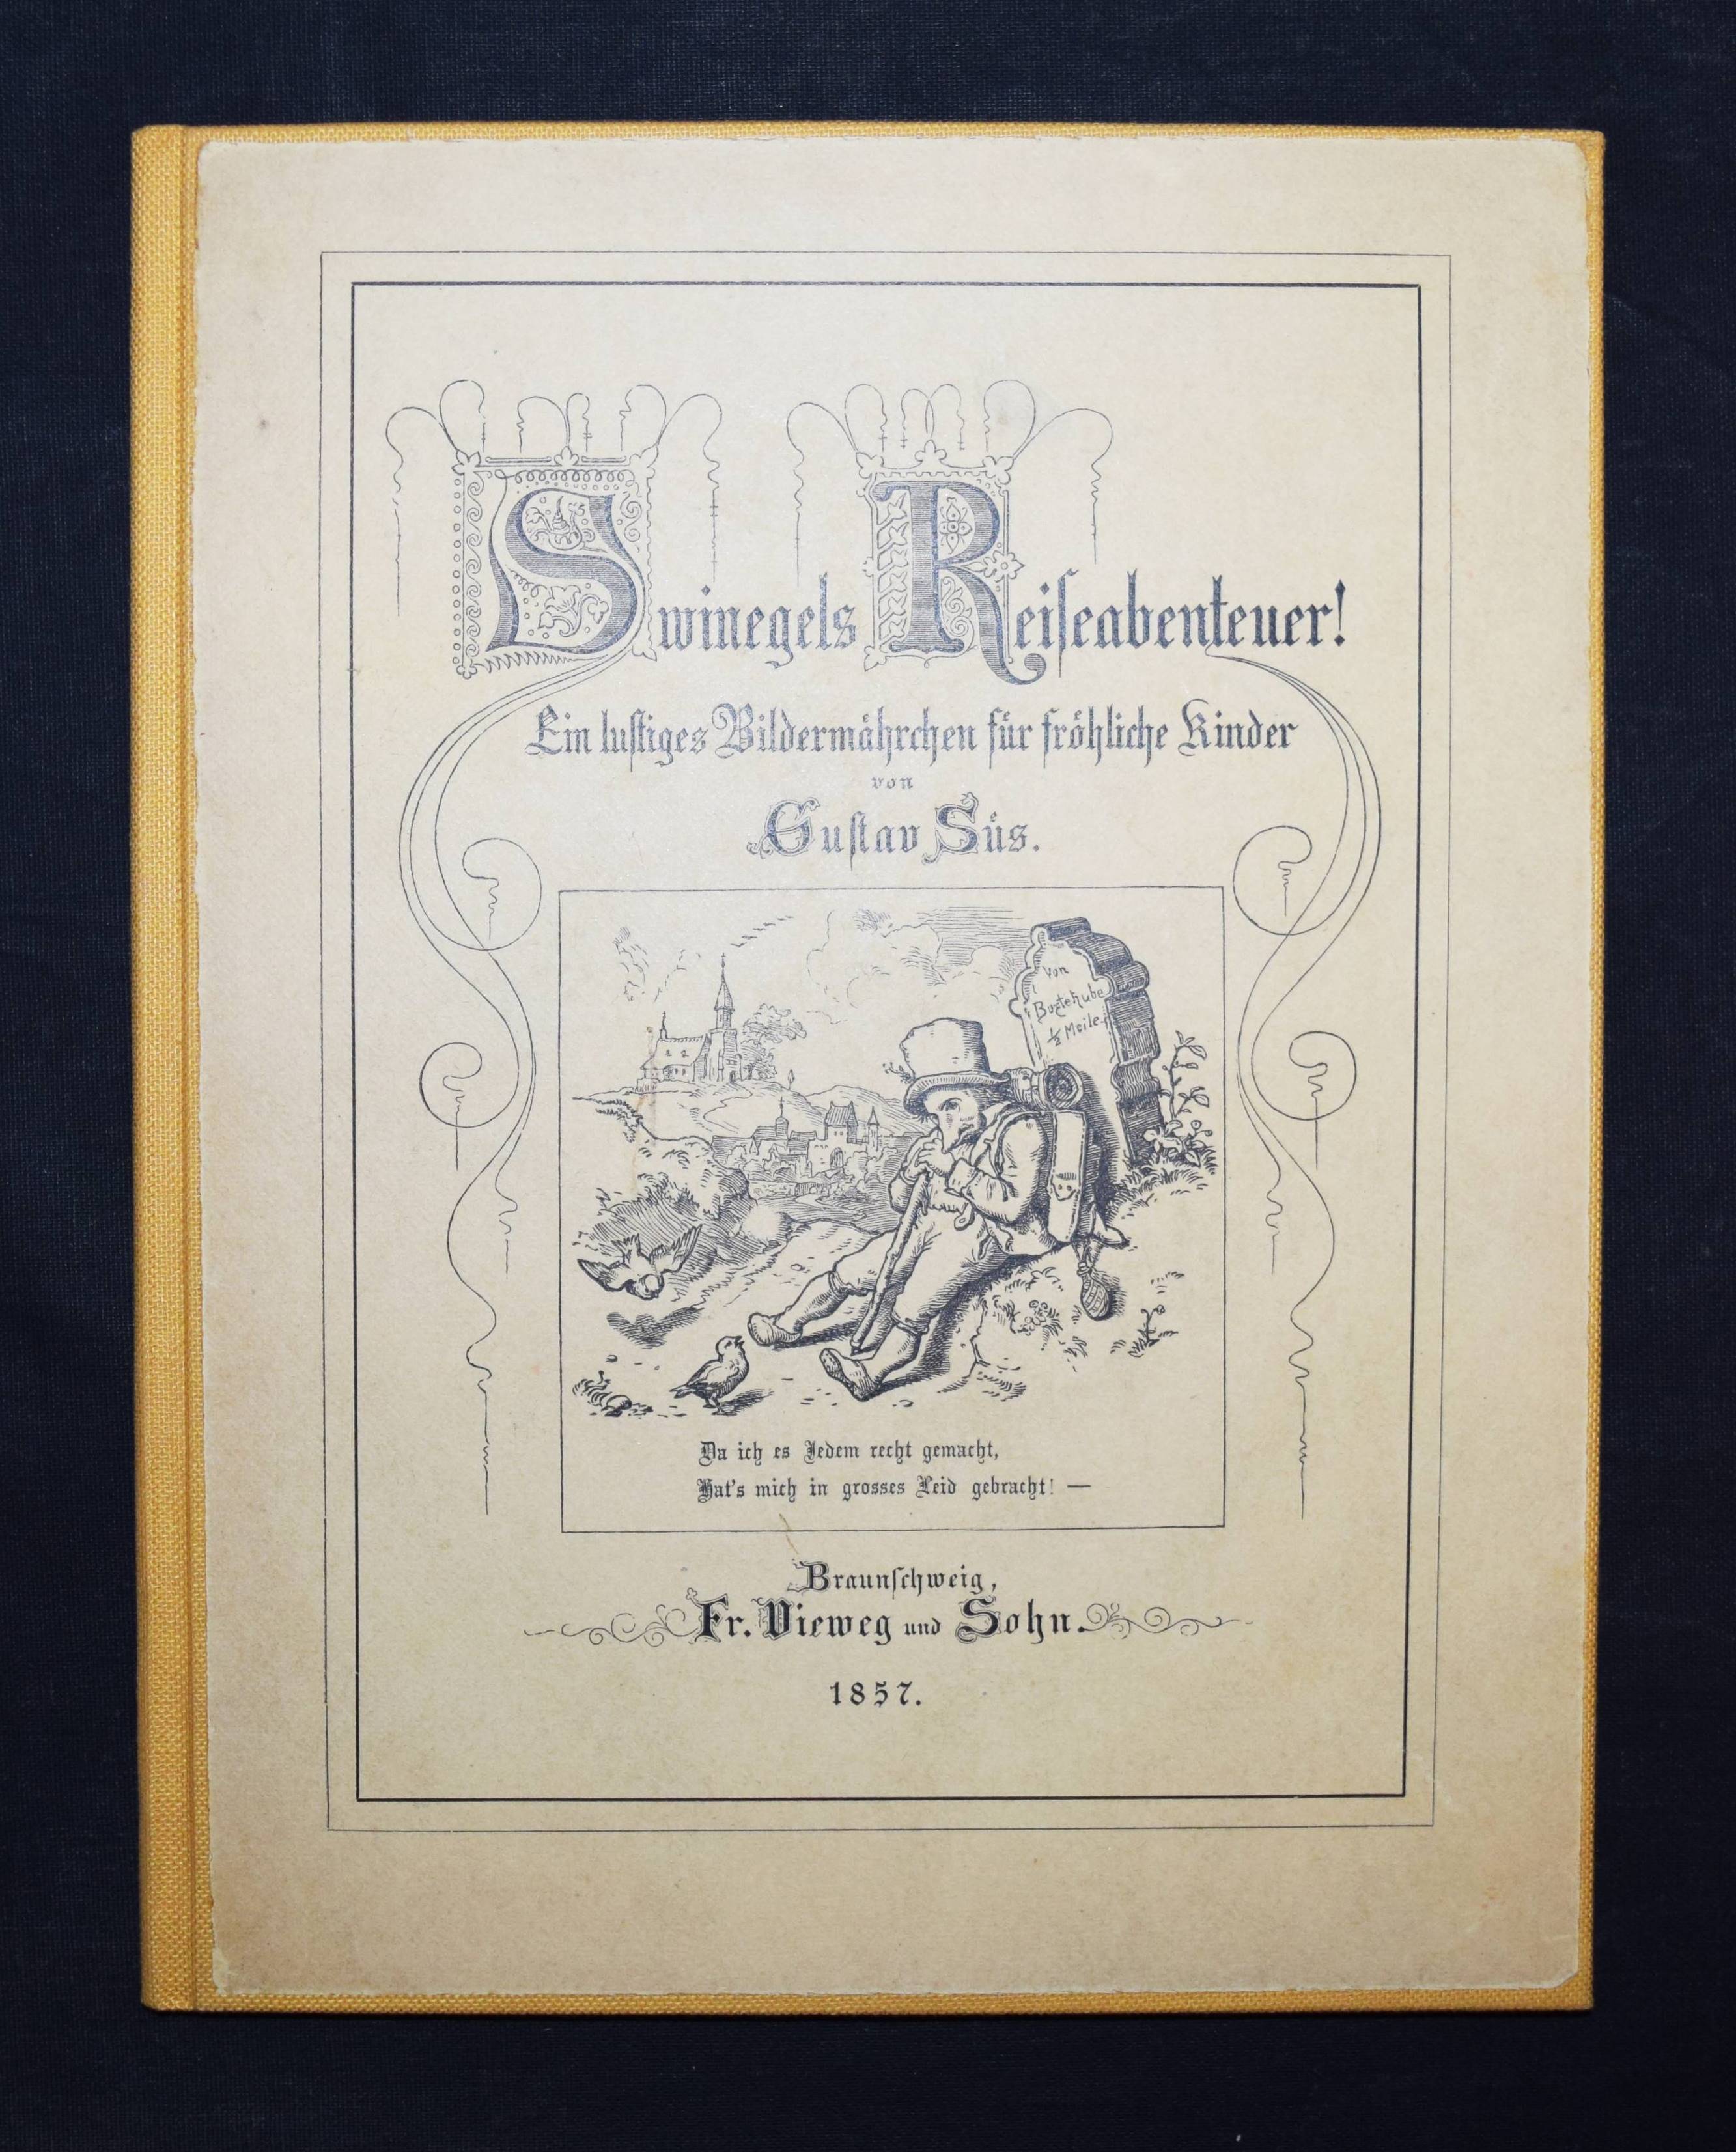 Swinegels Reiſeabenteuer!
Ein luſtiges Bildermährchen für fröhliche Kinder
von
Guſtav Süs.
Von
Buxtehube
½ Meile
Da ich es Jedem recht gemacht,
Hat's mich in grosses Leid gebracht! —
Braunſchweig,
Fr. Vieweg und Sohn.
1857.